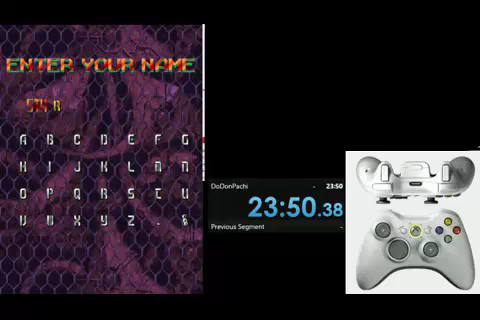 ENTER YOUR NAME
A B C D E F G
H I J K L M N
O P Q R S T U
V W X Y Z .
DoDonPachi - 23:50
23:50.38
Previous Segment -